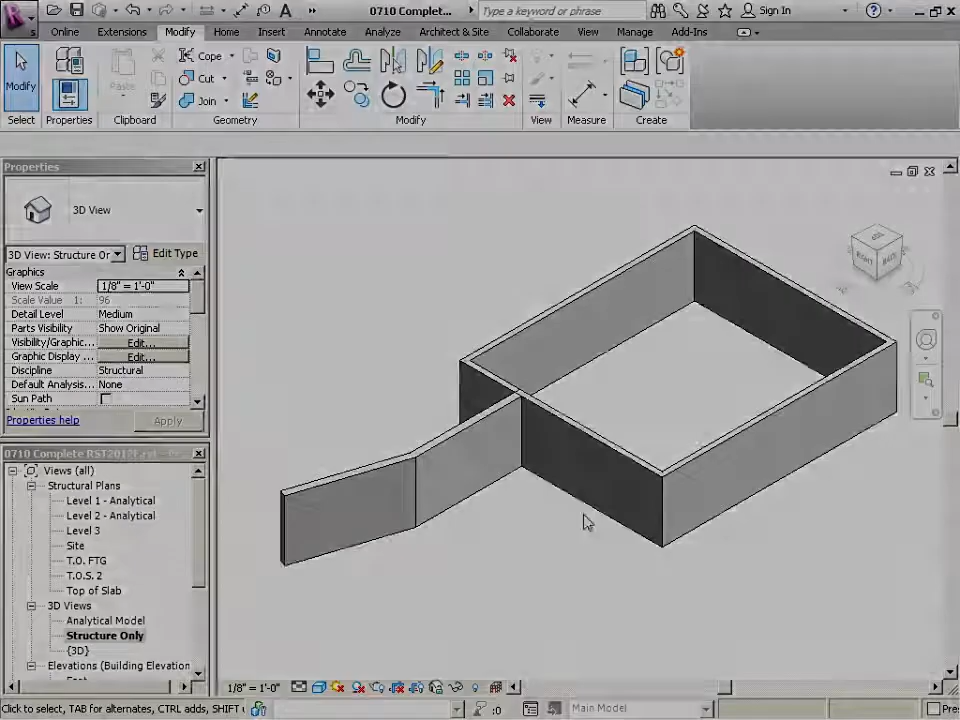 0710 Complet...
Type a keyword or phrase
Sign In
Online
Extensions
Modify
Home
Insert
Annotate
Analyze
Architect & Site
Collaborate
View
Manage
Add-Ins
Modify
Paste
Cope
Cut
Join
Select
Properties
Clipboard
Geometry
Modify
View
Measure
Create
Properties
3D View
3D View: Structure Or
Edit Type
Graphics
View Scale 1/8" = 1'-0"
Scale Value 1: 96
Detail Level Medium
Parts Visibility Show Original
Visibility/Graphic... Edit...
Graphic Display ... Edit...
Discipline Structural
Default Analysis... None
Sun Path
Properties help
Apply
Views (all)
Structural Plans
Level 1 - Analytical
Level 2 - Analytical
Level 3
Site
T.O. FTG
T.O.S. 2
Top of Slab
3D Views
Analytical Model
Structure Only
{3D}
Elevations (Building Elevation
RIGHT
BACK
1/8" = 1'-0"
Click to select, TAB for alternates, CTRL adds, SHIFT u
:0
Main Model
Pre: